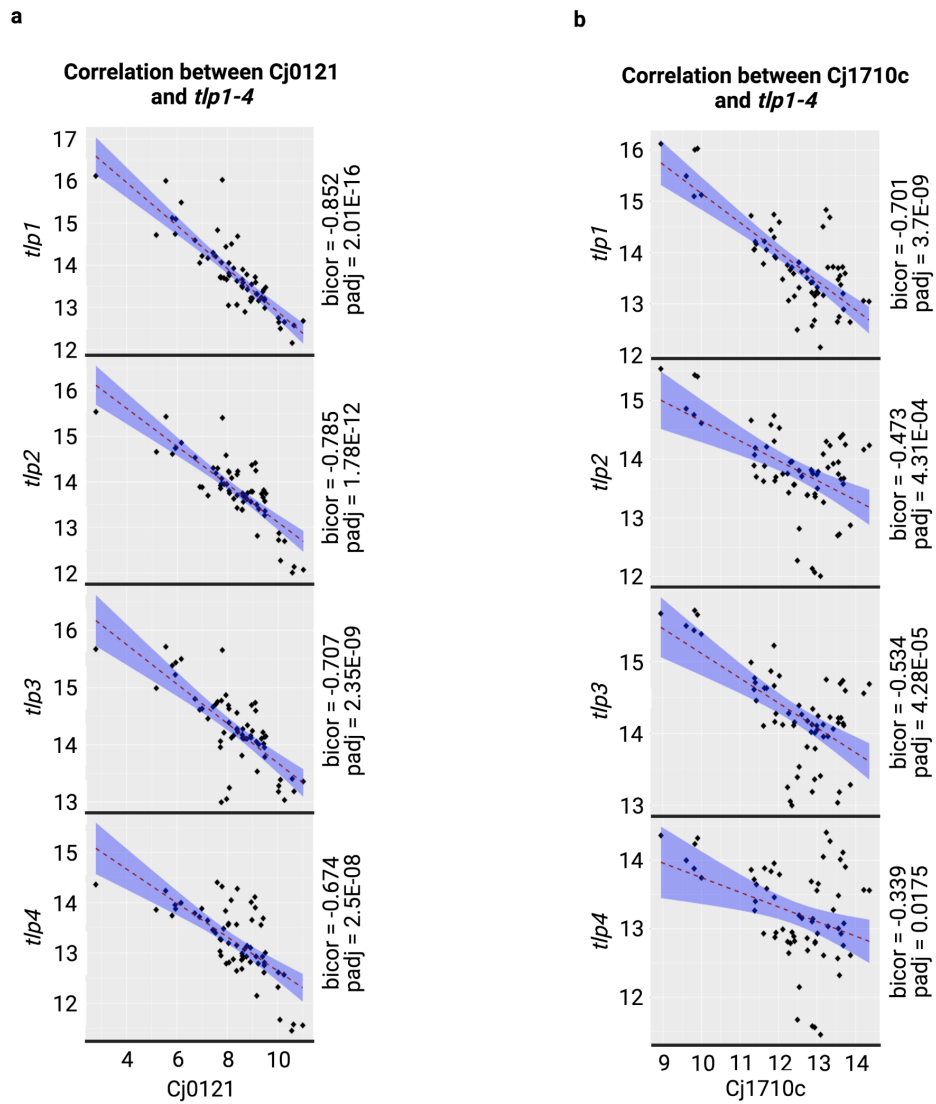 a
Correlation between Cj0121
and tlp1-4
17
16
15
14
13
12
tlp1
bicor = -0.852
padj = 2.01E-16
16
15
14
13
12
tlp2
bicor = -0.785
padj = 1.78E-12
16
15
14
13
tlp3
bicor = -0.707
padj = 2.35E-09
15
14
13
12
tlp4
bicor = -0.674
padj = 2.5E-08
4 6 8 10
Cj0121
b
Correlation between Cj1710c
and tlp1-4
16
15
14
13
12
tlp1
bicor = -0.701
padj = 3.7E-09
15
14
13
12
tlp2
bicor = -0.473
padj = 4.31E-04
15
14
13
tlp3
bicor = -0.534
padj = 4.28E-05
14
13
12
tlp4
bicor = -0.339
padj = 0.0175
9 10 11 12 13 14
Cj1710c